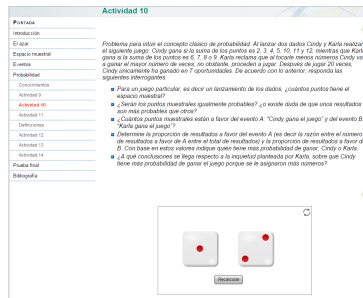 Actividad 10
PORTADA
Introducción
El azar
Espacio muestral
Eventos
Probabilidad
Conocimientos
Actividad 9
Actividad 10
Actividad 11
Definiciones
Actividad 12
Actividad 13
Actividad 14
Prueba final
Bibliografía
Problema para intuir el concepto clásico de probabilidad. Al lanzar dos dados Cindy y Karla realizan
el siguiente juego: Cindy gana si la suma de los puntos es 2, 3, 4, 5, 10, 11 y 12, mientras que Karla
gana si la suma de los puntos es 6, 7, 8 o 9. Karla reclama que al tocarle menos números Cindy va
a ganar el mayor número de veces, no obstante, proceden a jugar. Después de jugar 20 veces,
Cindy únicamente ha ganado en 7 oportunidades. De acuerdo con lo anterior, responda las
siguientes interrogantes.
Para un juego particular, es decir un lanzamiento de los dados, ¿cuántos puntos tiene el
espacio muestral?
¿Serán los puntos muestrales igualmente probables? ¿o existe duda de que unos resultados
son más probables que otros?
¿Cuántos puntos muestrales están a favor del evento A: "Cindy gana el juego" y del evento B:
"Karla gana el juego"?
Determine la proporción de resultados a favor del evento A (es decir la razón entre el número
de resultados a favor de A entre el total de resultados) y la proporción de resultados a favor de
B. Con base en estos valores indique quién tiene más probabilidad de ganar, Cindy o Karla.
¿A qué conclusiones se llega respecto a la inquietud planteada por Karla, sobre que Cindy
tiene más probabilidad de ganar el juego porque se le asignaron más números?
Recalcular